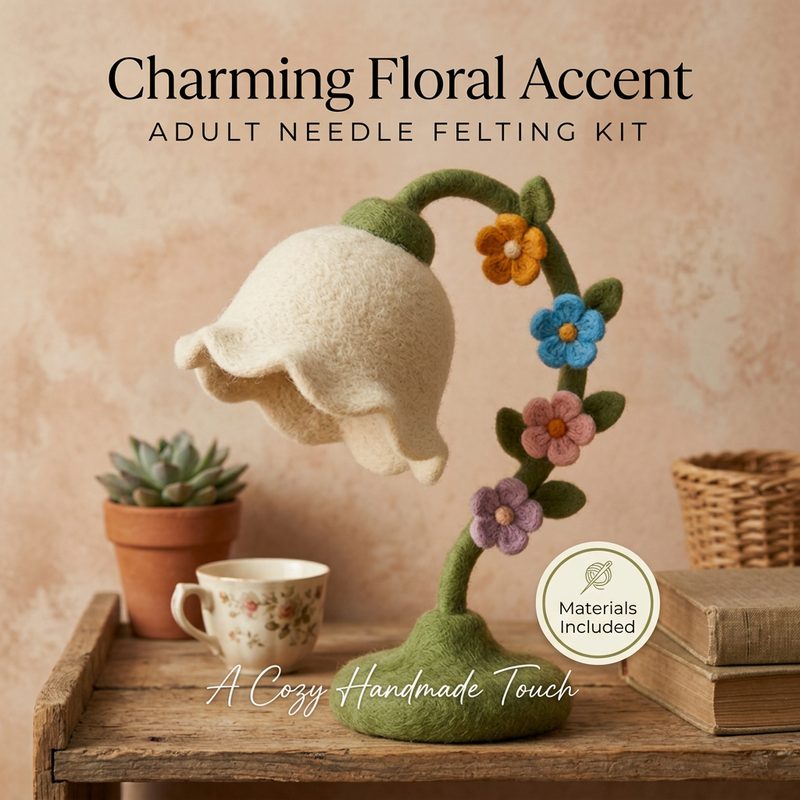 Charming Floral Accent
ADULT NEEDLE FELTING KIT
Materials
Included
A Cozy Handmade Touch